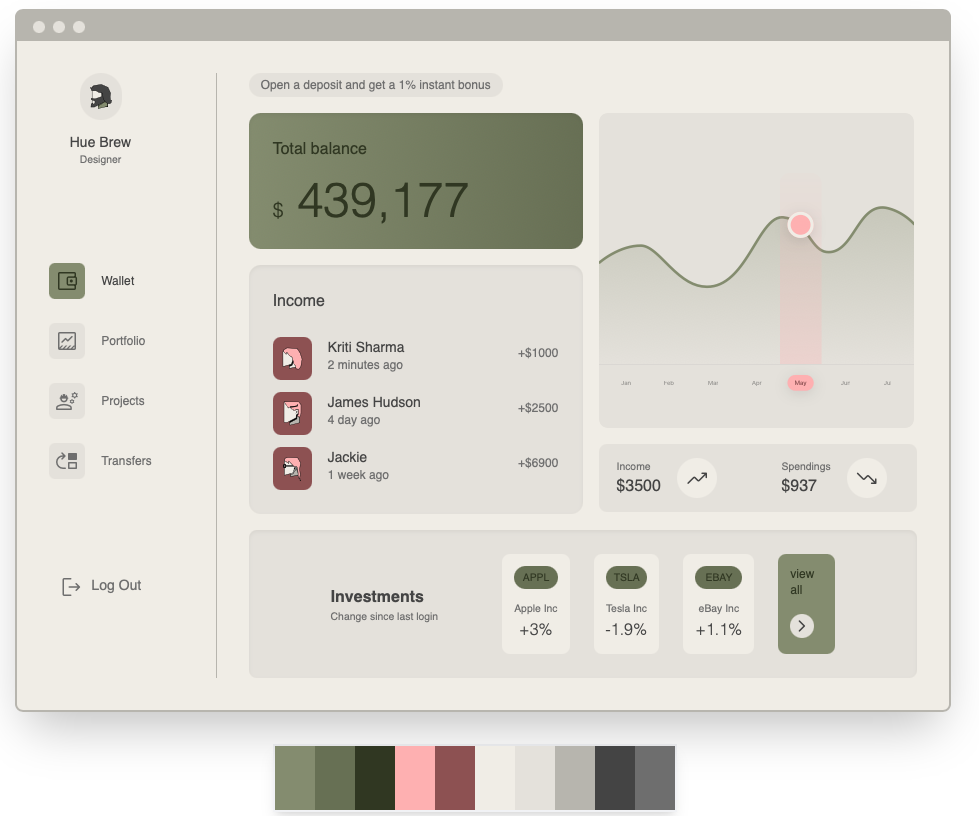 Open a deposit and get a 1% instant bonus
Hue Brew
Designer
Wallet
Portfolio
Projects
Transfers
Log Out
Total balance
$ 439,177
Income
Kriti Sharma
2 minutes ago
+$1000
James Hudson
4 day ago
+$2500
Jackie
1 week ago
+$6900
Jan Feb Mar Apr May Jun Jul
Income
$3500
Spendings
$937
Investments
Change since last login
APPL
Apple Inc
+3%
TSLA
Tesla Inc
-1.9%
EBAY
eBay Inc
+1.1%
view
all